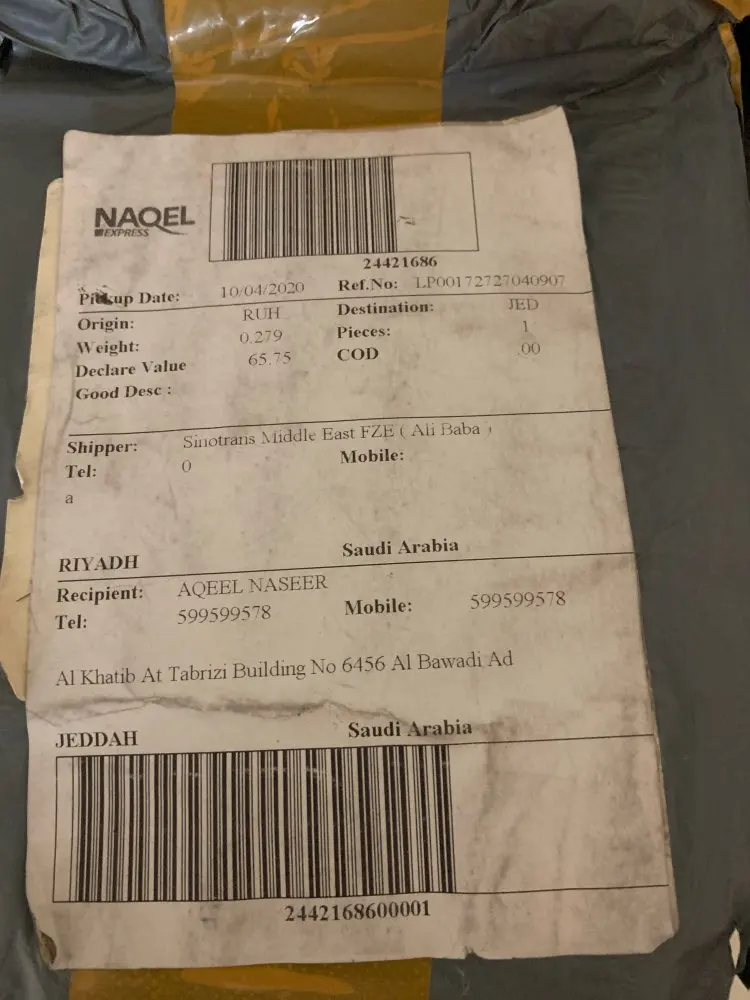 NAQEL
EXPRESS
24421686
Pickup Date: 10/04/2020 Ref.No: LP00172727040907
Origin: RUH Destination: JED
Weight: 0.279 Pieces: 1
Declare Value 65.75 COD .00
Good Desc :
Shipper: Sinotrans Middle East FZE ( Ali Baba )
Tel: 0 Mobile:
a
RIYADH Saudi Arabia
Recipient: AQEEL NASEER
Tel: 599599578 Mobile: 599599578
Al Khatib At Tabrizi Building No 6456 Al Bawadi Ad
JEDDAH Saudi Arabia
2442168600001